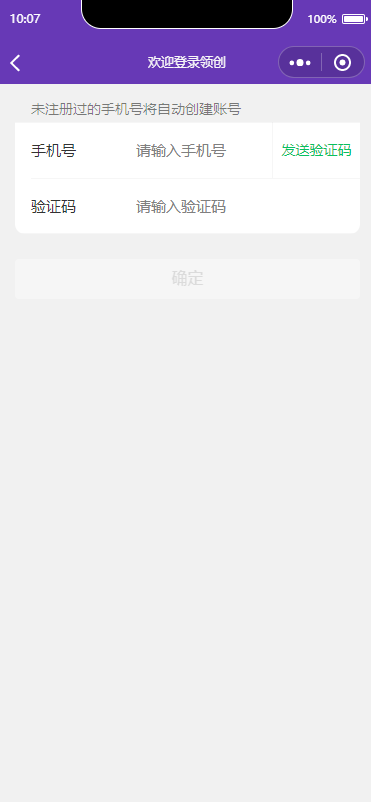 10:07
100%
欢迎登录领创
未注册过的手机号将自动创建账号
手机号 请输入手机号 发送验证码
验证码 请输入验证码
确定